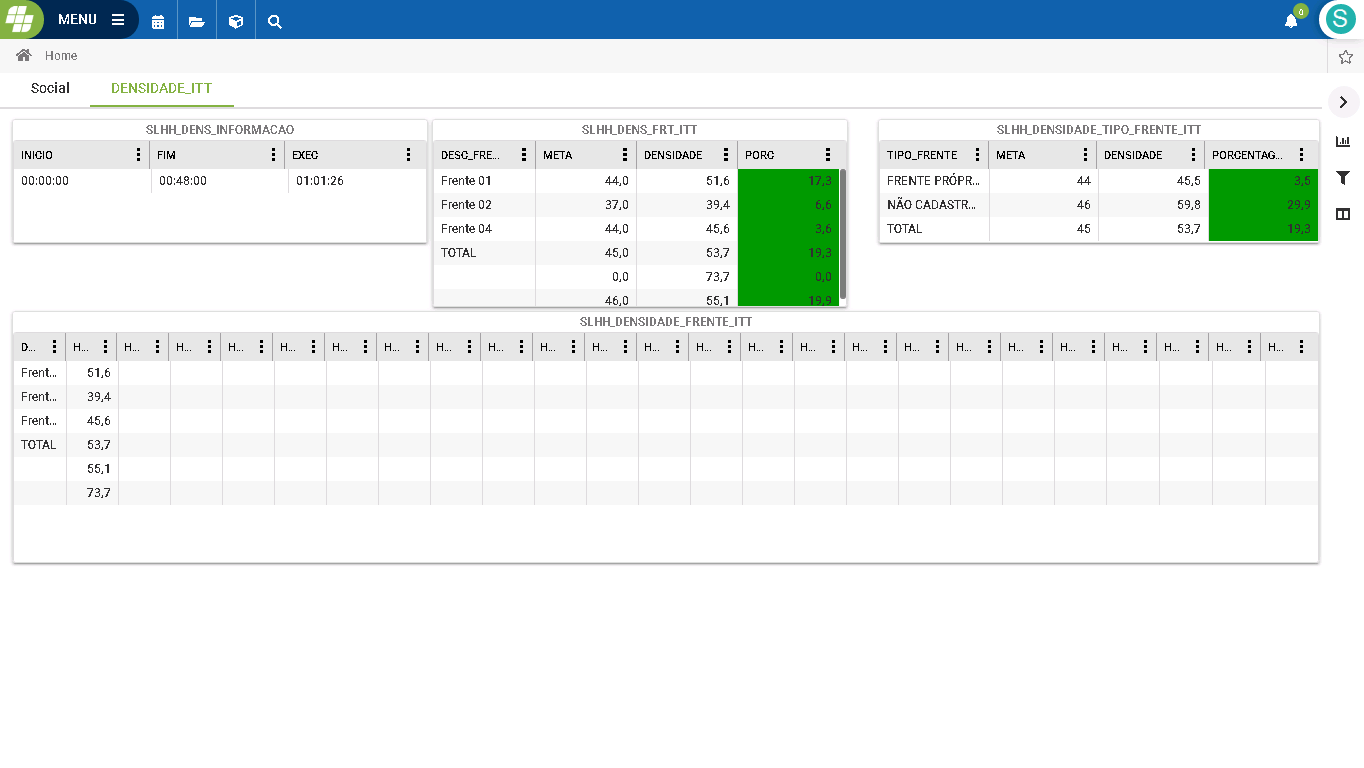 MENU
0
S
Home
Social
DENSIDADE_ITT
SLHH_DENS_INFORMACAO
INICIO FIM EXEC
00:00:00 00:48:00 01:01:26
SLHH_DENS_FRT_ITT
DESC_FRE... META DENSIDADE PORC
Frente 01 44,0 51,6 17,3
Frente 02 37,0 39,4 6,6
Frente 04 44,0 45,6 3,6
TOTAL 45,0 53,7 19,3
0,0 73,7 0,0
46,0 55,1 19,9
SLHH_DENSIDADE_TIPO_FRENTE_ITT
TIPO_FRENTE META DENSIDADE PORCENTAG...
FRENTE PRÓPR... 44 45,5 3,5
NÃO CADASTR... 46 59,8 29,9
TOTAL 45 53,7 19,3
SLHH_DENSIDADE_FRENTE_ITT
D... H... H... H... H... H... H... H... H... H... H... H... H... H... H... H... H... H... H... H... H... H... H... H... H...
Frent... 51,6
Frent... 39,4
Frent... 45,6
TOTAL 53,7
55,1
73,7